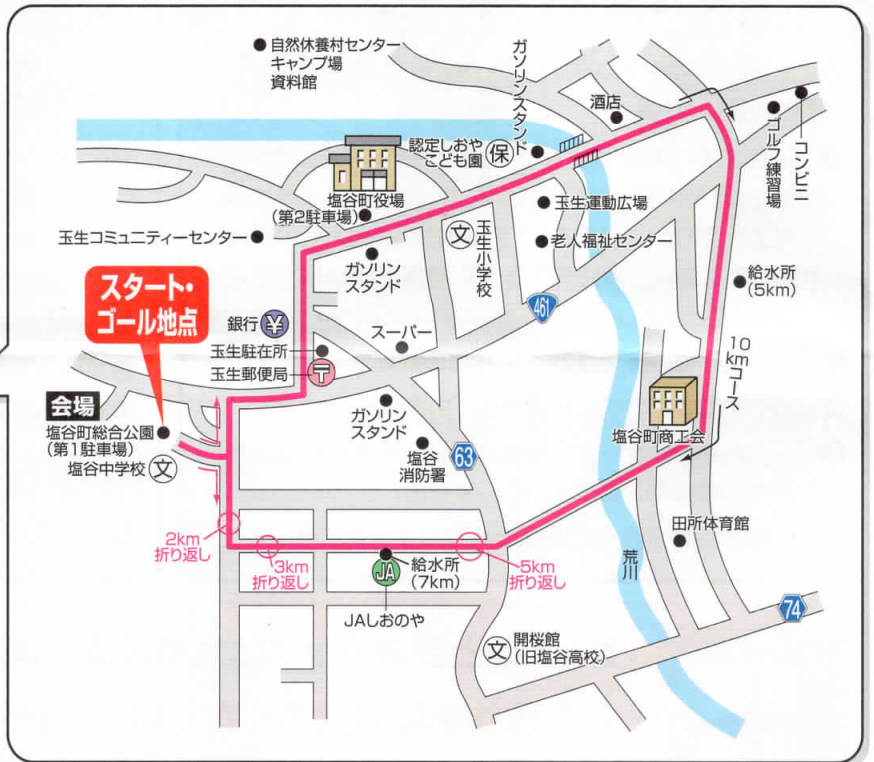 自然休養村センター
キャンプ場
資料館
ガソリンスタンド
酒店
認定しおや
こども園
保
コンビニ
ゴルフ練習場
塩谷町役場
(第2駐車場)
玉生コミュニティーセンター
ガソリン
スタンド
文
玉生小学校
玉生運動広場
老人福祉センター
スタート・
ゴール地点
461
給水所
(5km)
銀行
¥
スーパー
玉生駐在所
玉生郵便局
〒
10kmコース
会場
塩谷町総合公園
(第1駐車場)
塩谷中学校
文
ガソリン
スタンド
塩谷
消防署
63
塩谷町商工会
2km
折り返し
3km
折り返し
給水所
(7km)
JA
JAしおのや
5km
折り返し
荒川
田所体育館
74
文
開桜館
(旧塩谷高校)